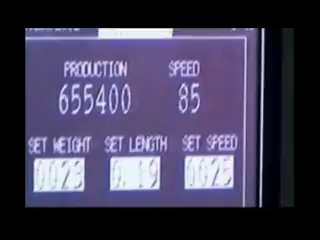 PRODUCTION SPEED
655400 85
SET WEIGHT SET LENGTH SET SPEED
0023 0.19 0025